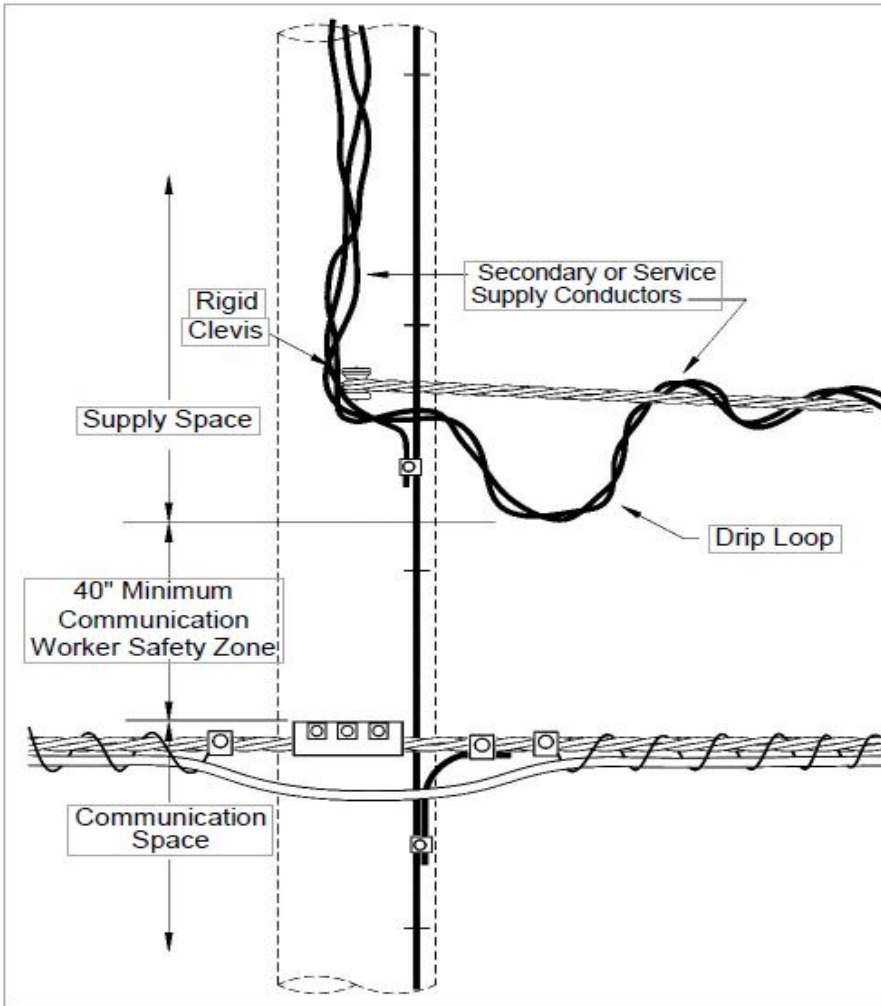 Secondary or Service
Supply Conductors
Rigid
Clevis
Supply Space
Drip Loop
40" Minimum
Communication
Worker Safety Zone
Communication
Space